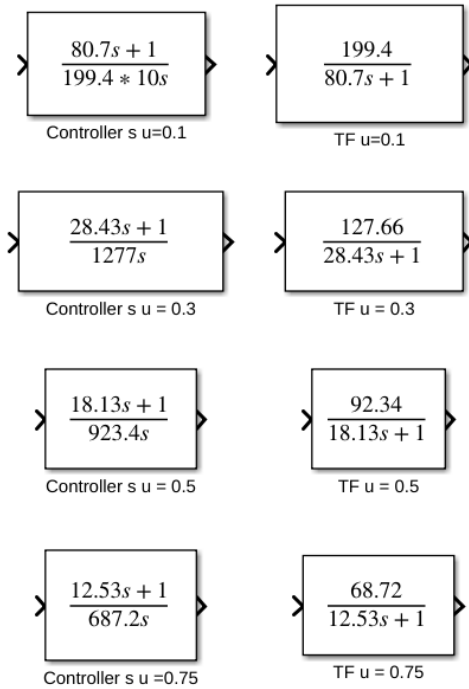 80.7s + 1
199.4 * 10s
Controller s u=0.1
199.4
80.7s + 1
TF u=0.1
28.43s + 1
1277s
Controller s u = 0.3
127.66
28.43s + 1
TF u = 0.3
18.13s + 1
923.4s
Controller s u = 0.5
92.34
18.13s + 1
TF u = 0.5
12.53s + 1
687.2s
Controller s u =0.75
68.72
12.53s + 1
TF u = 0.75